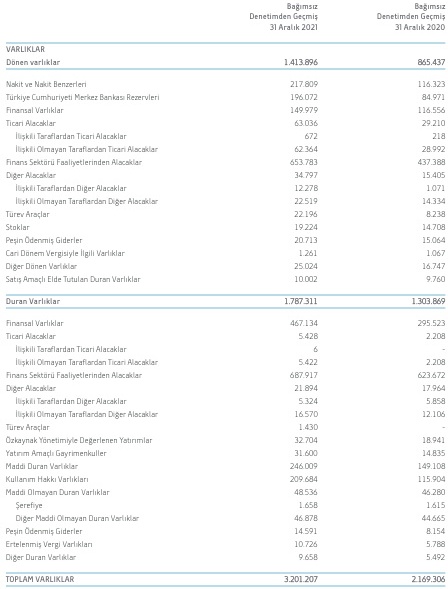 Bağımsız Bağımsız
Denetimden Geçmiş Denetimden Geçmiş
31 Aralık 2021 31 Aralık 2020
VARLIKLAR
Dönen varlıklar 1.413.896 865.437
Nakit ve Nakit Benzerleri 217.809 116.323
Türkiye Cumhuriyeti Merkez Bankası Rezervleri 196.072 84.971
Finansal Varlıklar 149.979 116.556
Ticari Alacaklar 63.036 29.210
İlişkili Taraflardan Ticari Alacaklar 672 218
İlişkili Olmayan Taraflardan Ticari Alacaklar 62.364 28.992
Finans Sektörü Faaliyetlerinden Alacaklar 653.783 437.388
Diğer Alacaklar 34.797 15.405
İlişkili Taraflardan Diğer Alacaklar 12.278 1.071
İlişkili Olmayan Taraflardan Diğer Alacaklar 22.519 14.334
Türev Araçlar 22.196 8.238
Stoklar 19.224 14.708
Peşin Ödenmiş Giderler 20.713 15.064
Cari Dönem Vergisiyle İlgili Varlıklar 1.261 1.067
Diğer Dönen Varlıklar 25.024 16.747
Satış Amaçlı Elde Tutulan Duran Varlıklar 10.002 9.760
Duran Varlıklar 1.787.311 1.303.869
Finansal Varlıklar 467.134 295.523
Ticari Alacaklar 5.428 2.208
İlişkili Taraflardan Ticari Alacaklar 6 -
İlişkili Olmayan Taraflardan Ticari Alacaklar 5.422 2.208
Finans Sektörü Faaliyetlerinden Alacaklar 687.917 623.672
Diğer Alacaklar 21.894 17.964
İlişkili Taraflardan Diğer Alacaklar 5.324 5.858
İlişkili Olmayan Taraflardan Diğer Alacaklar 16.570 12.106
Türev Araçlar 1.430 -
Özkaynak Yönetimiyle Değerlenen Yatırımlar 32.704 18.941
Yatırım Amaçlı Gayrimenkuller 31.600 14.835
Maddi Duran Varlıklar 246.009 149.108
Kullanım Hakkı Varlıkları 209.684 115.904
Maddi Olmayan Duran Varlıklar 48.536 46.280
Şerefiye 1.658 1.615
Diğer Maddi Olmayan Duran Varlıklar 46.878 44.665
Peşin Ödenmiş Giderler 14.591 8.154
Ertelenmiş Vergi Varlıkları 10.726 5.788
Diğer Duran Varlıklar 9.658 5.492
TOPLAM VARLIKLAR 3.201.207 2.169.306